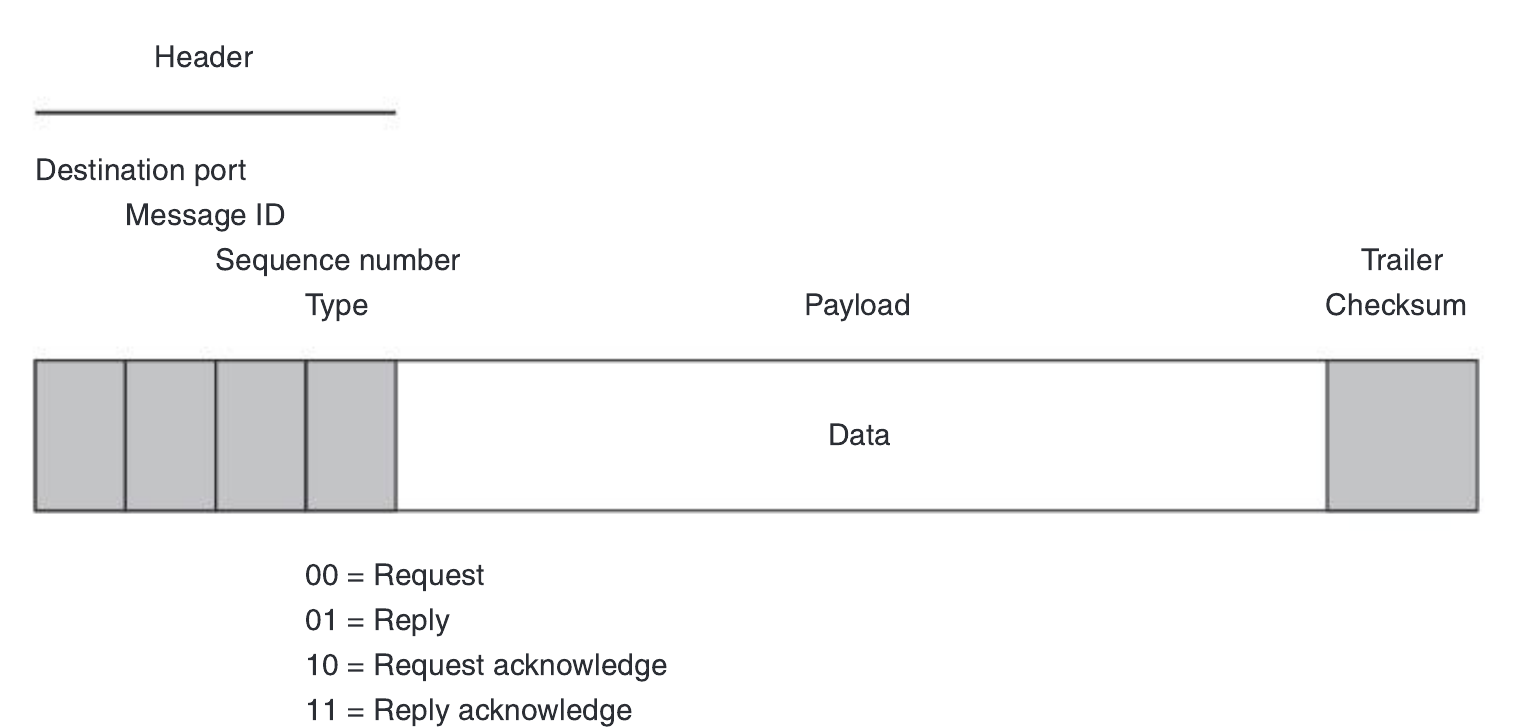 Header
Destination port
Message ID
Sequence number
Trailer
Type
Payload
Checksum
Data
00 = Request
01 = Reply
10 = Request acknowledge
11 = Reply acknowledge